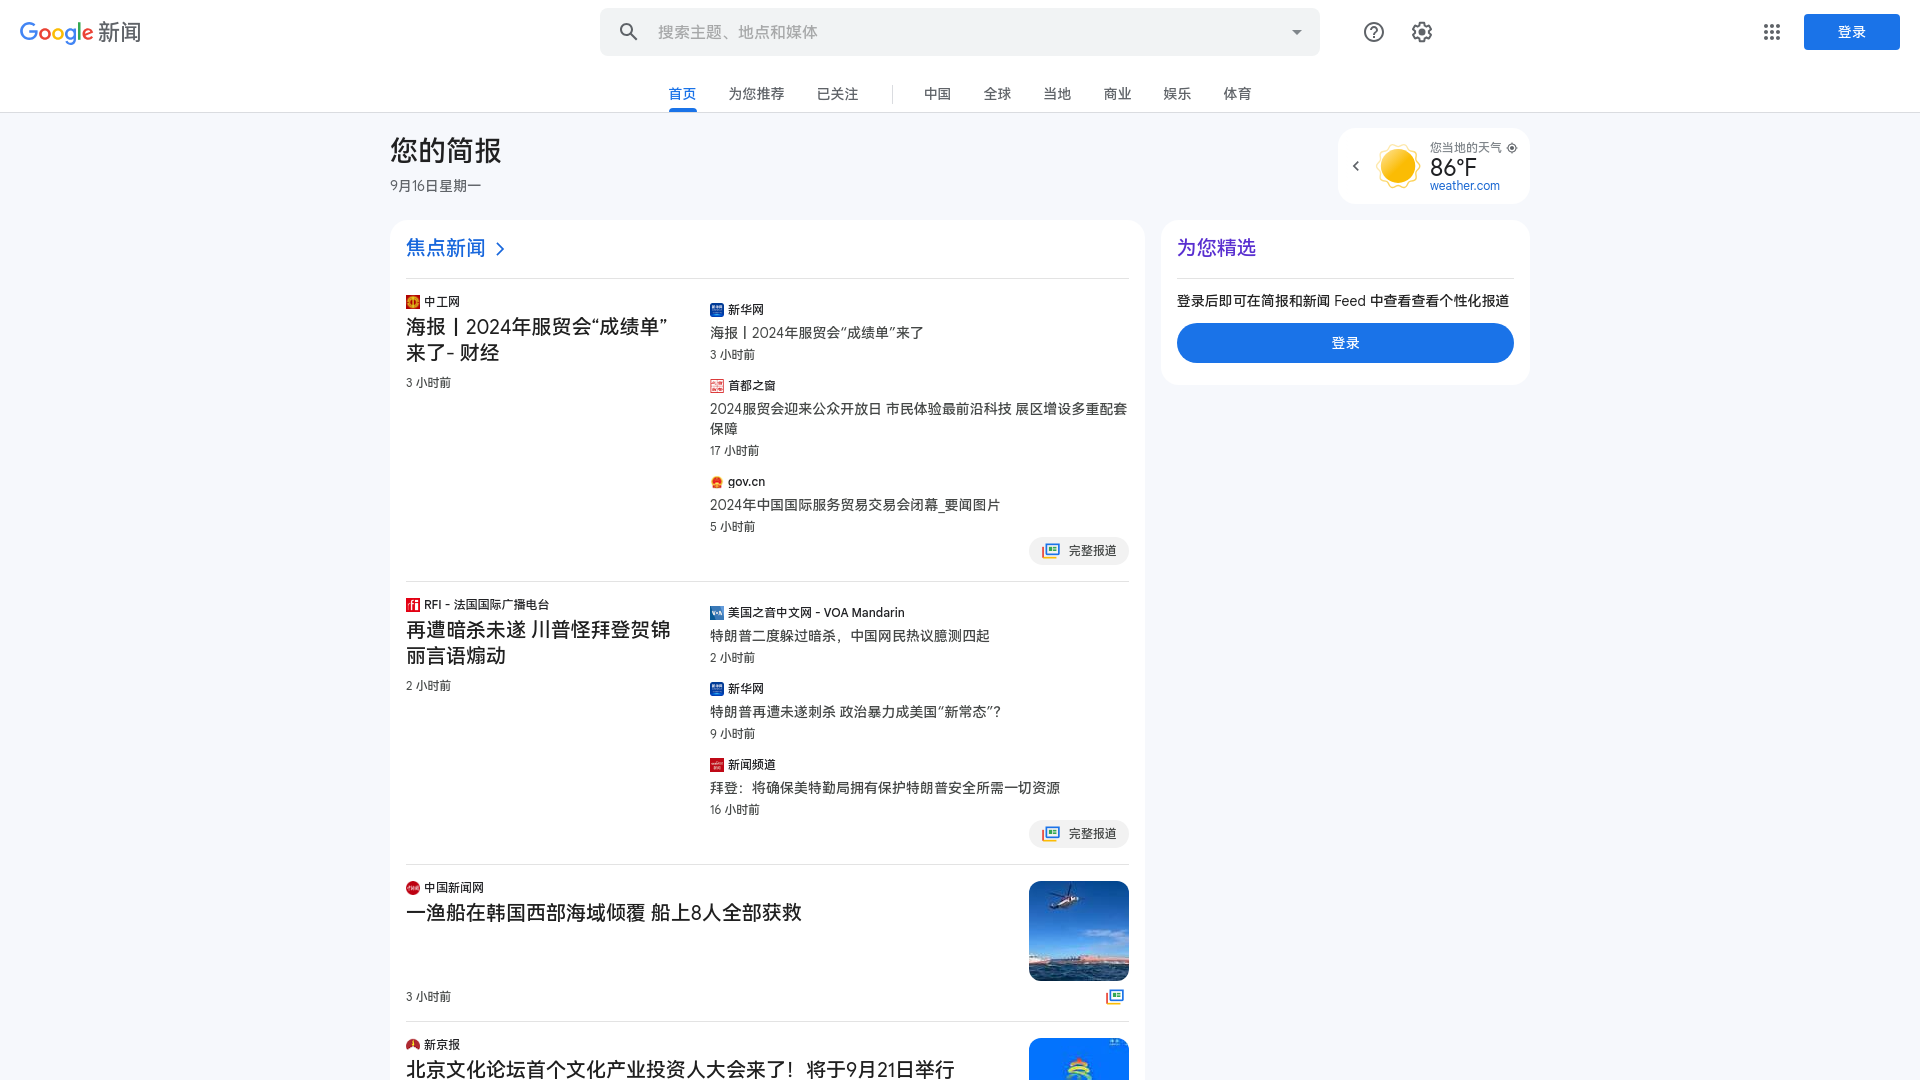 Google 新闻
搜索主题、地点和媒体
登录
首页
为您推荐
已关注
中国
全球
当地
商业
娱乐
体育
您的简报
9月16日星期一
您当地的天气
86°F
weather.com
焦点新闻
中工网
海报丨2024年服贸会“成绩单”
来了- 财经
3 小时前
新华网
海报丨2024年服贸会“成绩单”来了
3 小时前
首都之窗
2024服贸会迎来公众开放日 市民体验最前沿科技 展区增设多重配套
保障
17 小时前
gov.cn
2024年中国国际服务贸易交易会闭幕_要闻图片
5 小时前
完整报道
RFI - 法国国际广播电台
再遭暗杀未遂 川普怪拜登贺锦
丽言语煽动
2 小时前
美国之音中文网 - VOA Mandarin
特朗普二度躲过暗杀，中国网民热议臆测四起
2 小时前
新华网
特朗普再遭未遂刺杀 政治暴力成美国“新常态”？
9 小时前
新闻频道
拜登：将确保美特勤局拥有保护特朗普安全所需一切资源
16 小时前
完整报道
中国新闻网
一渔船在韩国西部海域倾覆 船上8人全部获救
3 小时前
新京报
北京文化论坛首个文化产业投资人大会来了！将于9月21日举行
为您精选
登录后即可在简报和新闻 Feed 中查看查看个性化报道
登录